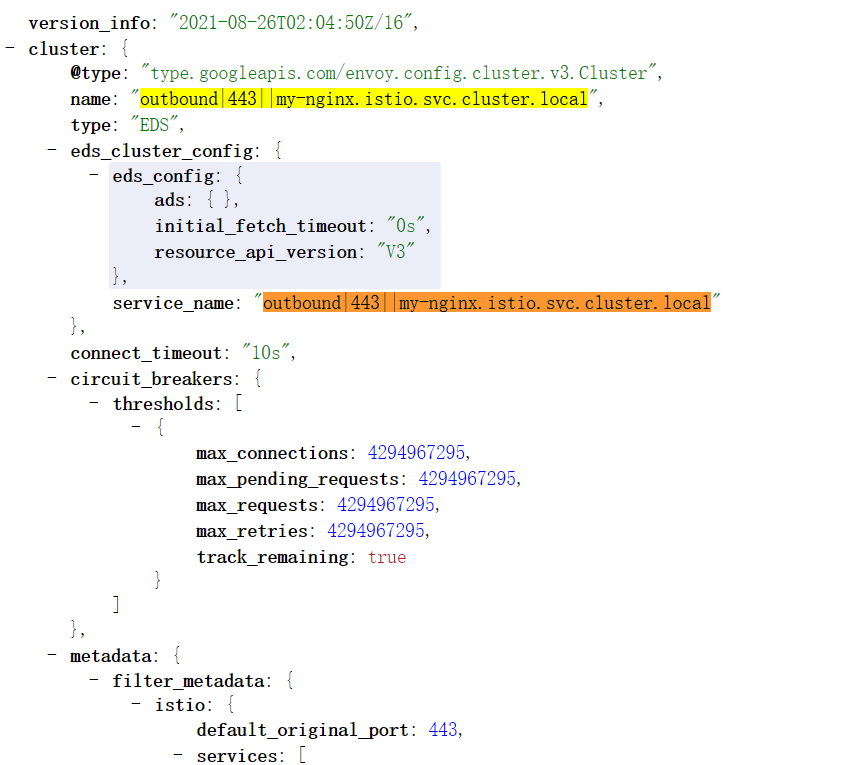 version_info: "2021-08-26T02:04:50Z/16",
- cluster: {
@type: "type.googleapis.com/envoy.config.cluster.v3.Cluster",
name: "outbound|443||my-nginx.istio.svc.cluster.local",
type: "EDS",
- eds_cluster_config: {
- eds_config: {
ads: { },
initial_fetch_timeout: "0s",
resource_api_version: "V3"
},
service_name: "outbound|443||my-nginx.istio.svc.cluster.local"
},
connect_timeout: "10s",
- circuit_breakers: {
- thresholds: [
- {
max_connections: 4294967295,
max_pending_requests: 4294967295,
max_requests: 4294967295,
max_retries: 4294967295,
track_remaining: true
}
]
},
- metadata: {
- filter_metadata: {
- istio: {
default_original_port: 443,
- services: [